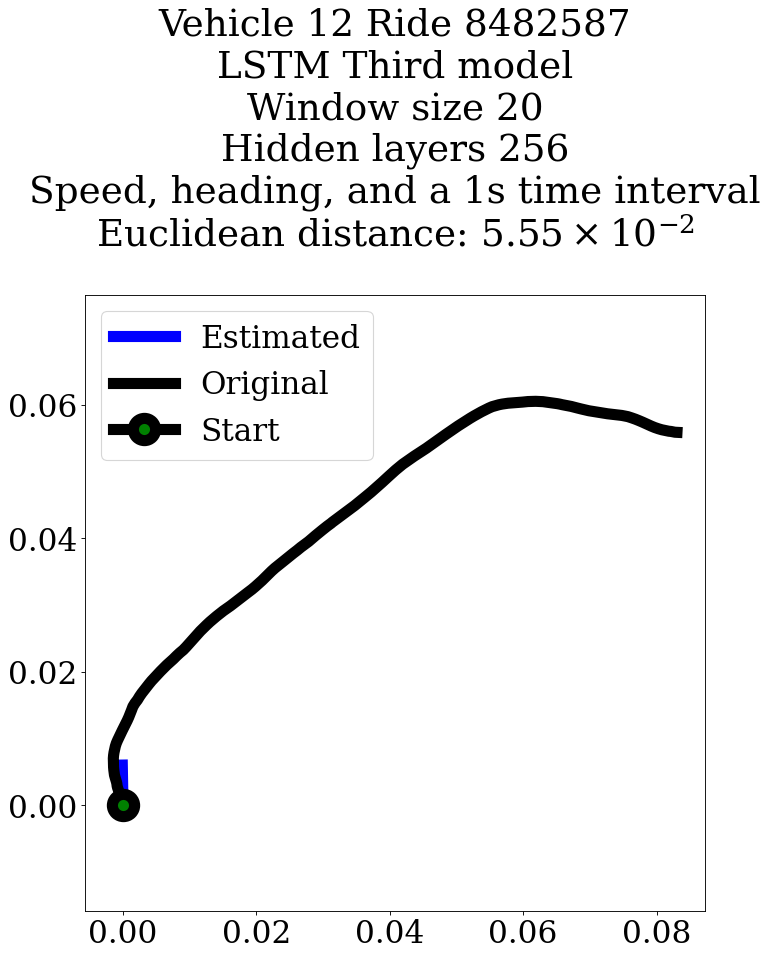 Vehicle 12 Ride 8482587
LSTM Third model
Window size 20
Hidden layers 256
Speed, heading, and a 1s time interval
Euclidean distance: 5.55 × 10⁻²
Estimated
Original
Start
0.06
0.04
0.02
0.00
0.00 0.02 0.04 0.06 0.08